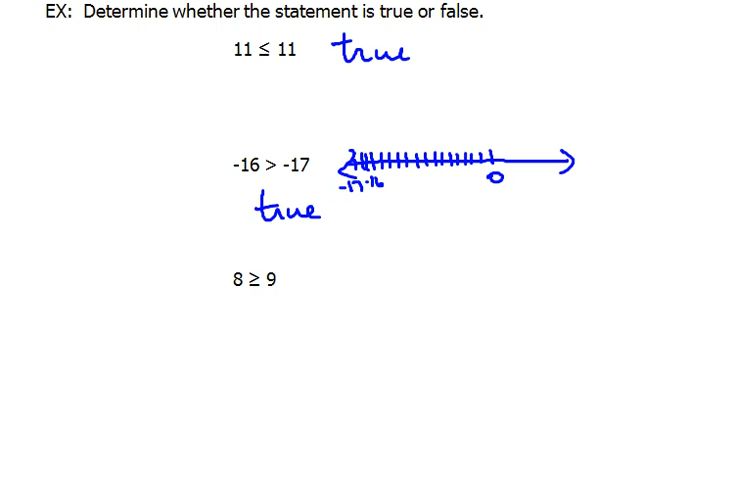 EX: Determine whether the statement is true or false.
11 ≤ 11 true
-16 > -17
-17 -16 0
true
8 ≥ 9